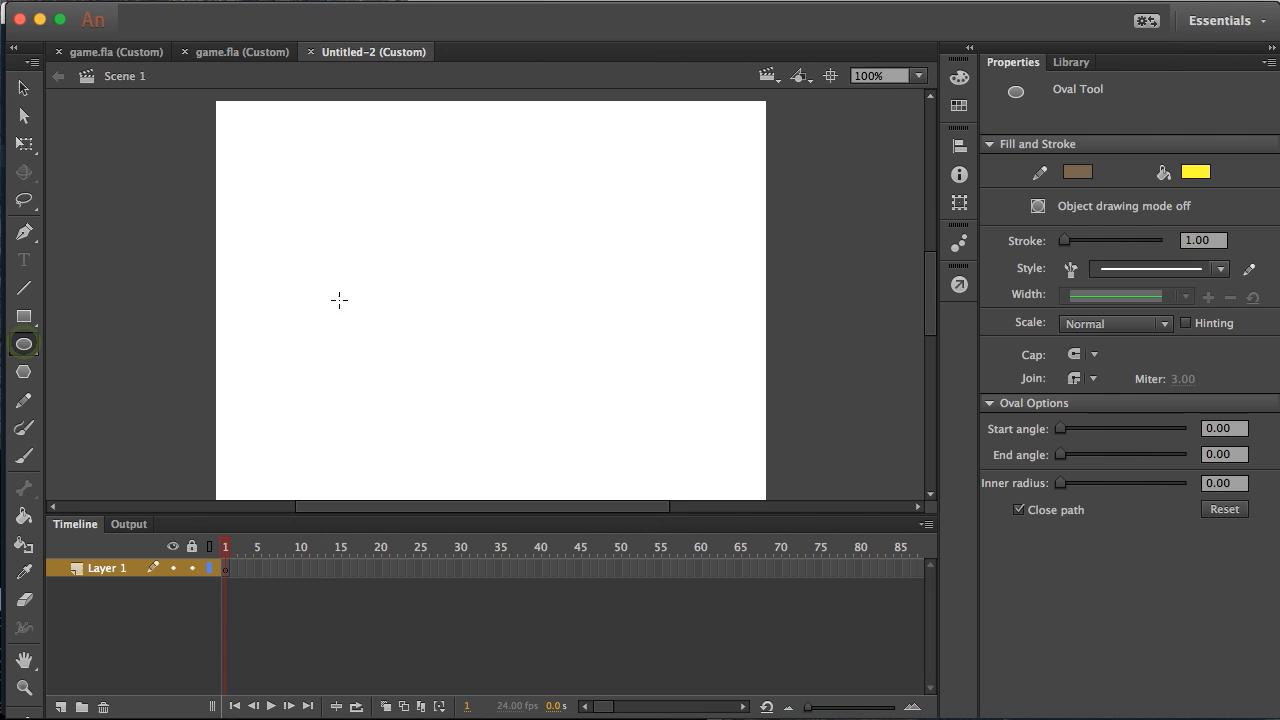 An
Essentials
game.fla (Custom)
game.fla (Custom)
Untitled-2 (Custom)
Properties
Library
Scene 1
100%
Oval Tool
Fill and Stroke
Object drawing mode off
Stroke:
1.00
Style:
Width:
Scale:
Normal
Hinting
Cap:
Join:
Miter: 3.00
Oval Options
Start angle:
0.00
End angle:
0.00
Inner radius:
0.00
Close path
Reset
Timeline
Output
1 5 10 15 20 25 30 35 40 45 50 55 60 65 70 75 80 85
Layer 1
1
24.00 fps
0.0 s